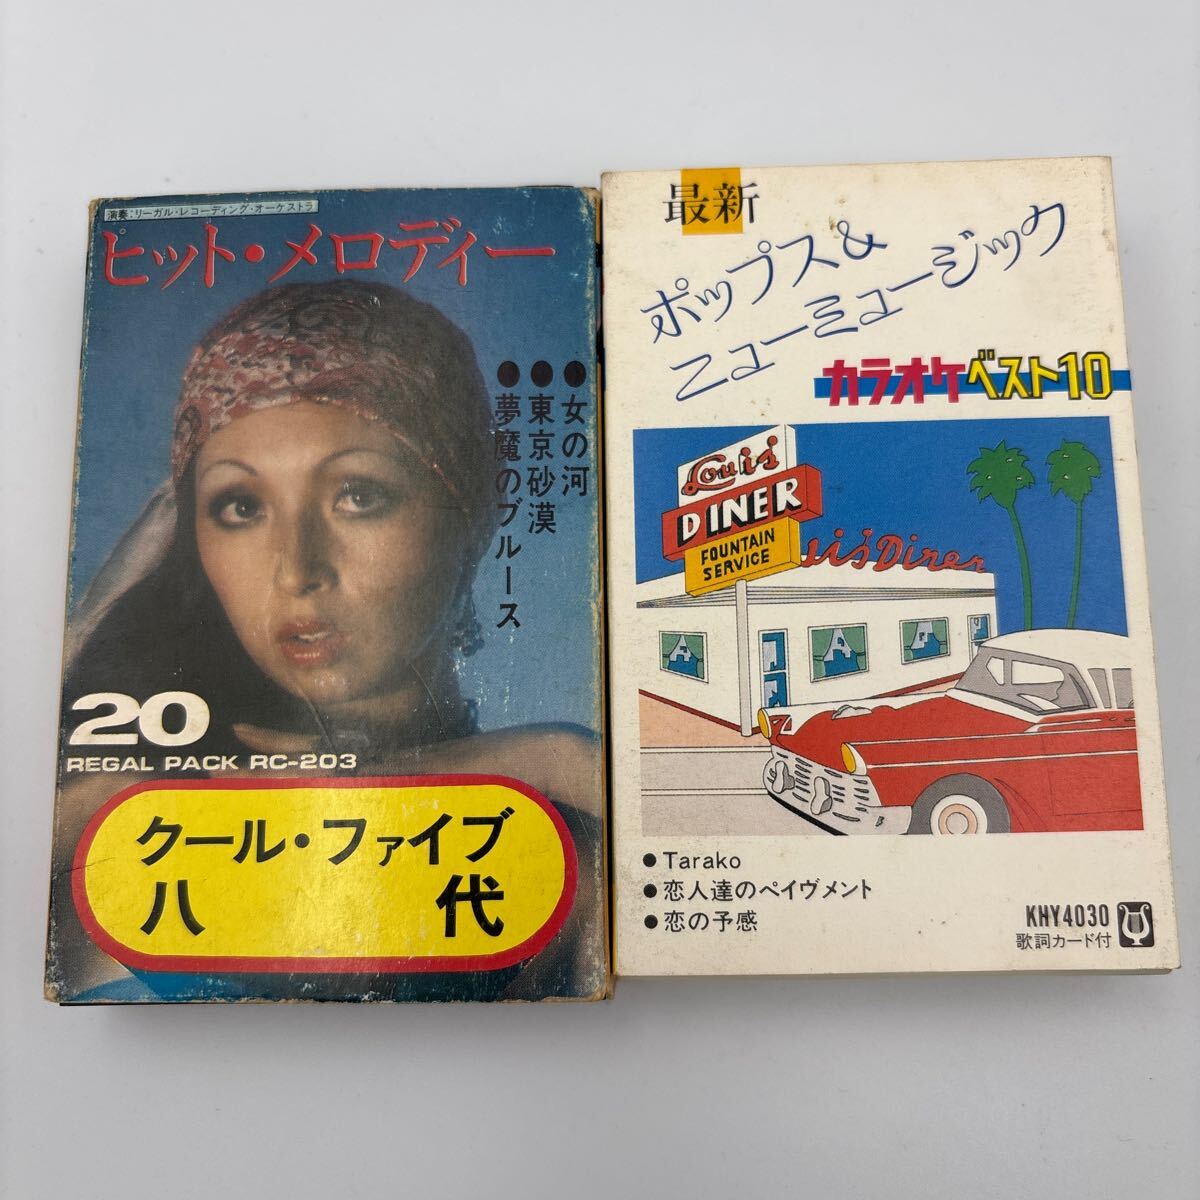 演奏:リーガル・レコーディング・オーケストラ
ヒット・メロディー
●女の河
●東京砂漠
●夢魔のブルース
20
REGAL PACK RC-203
クール・ファイブ
八代
最新
ポップス&
ニューミュージック
カラオケベスト10
Louis'
DINER
FOUNTAIN
SERVICE
uis' Diner
●Tarako
●恋人達のペイヴメント
●恋の予感
KHY4030
歌詞カード付